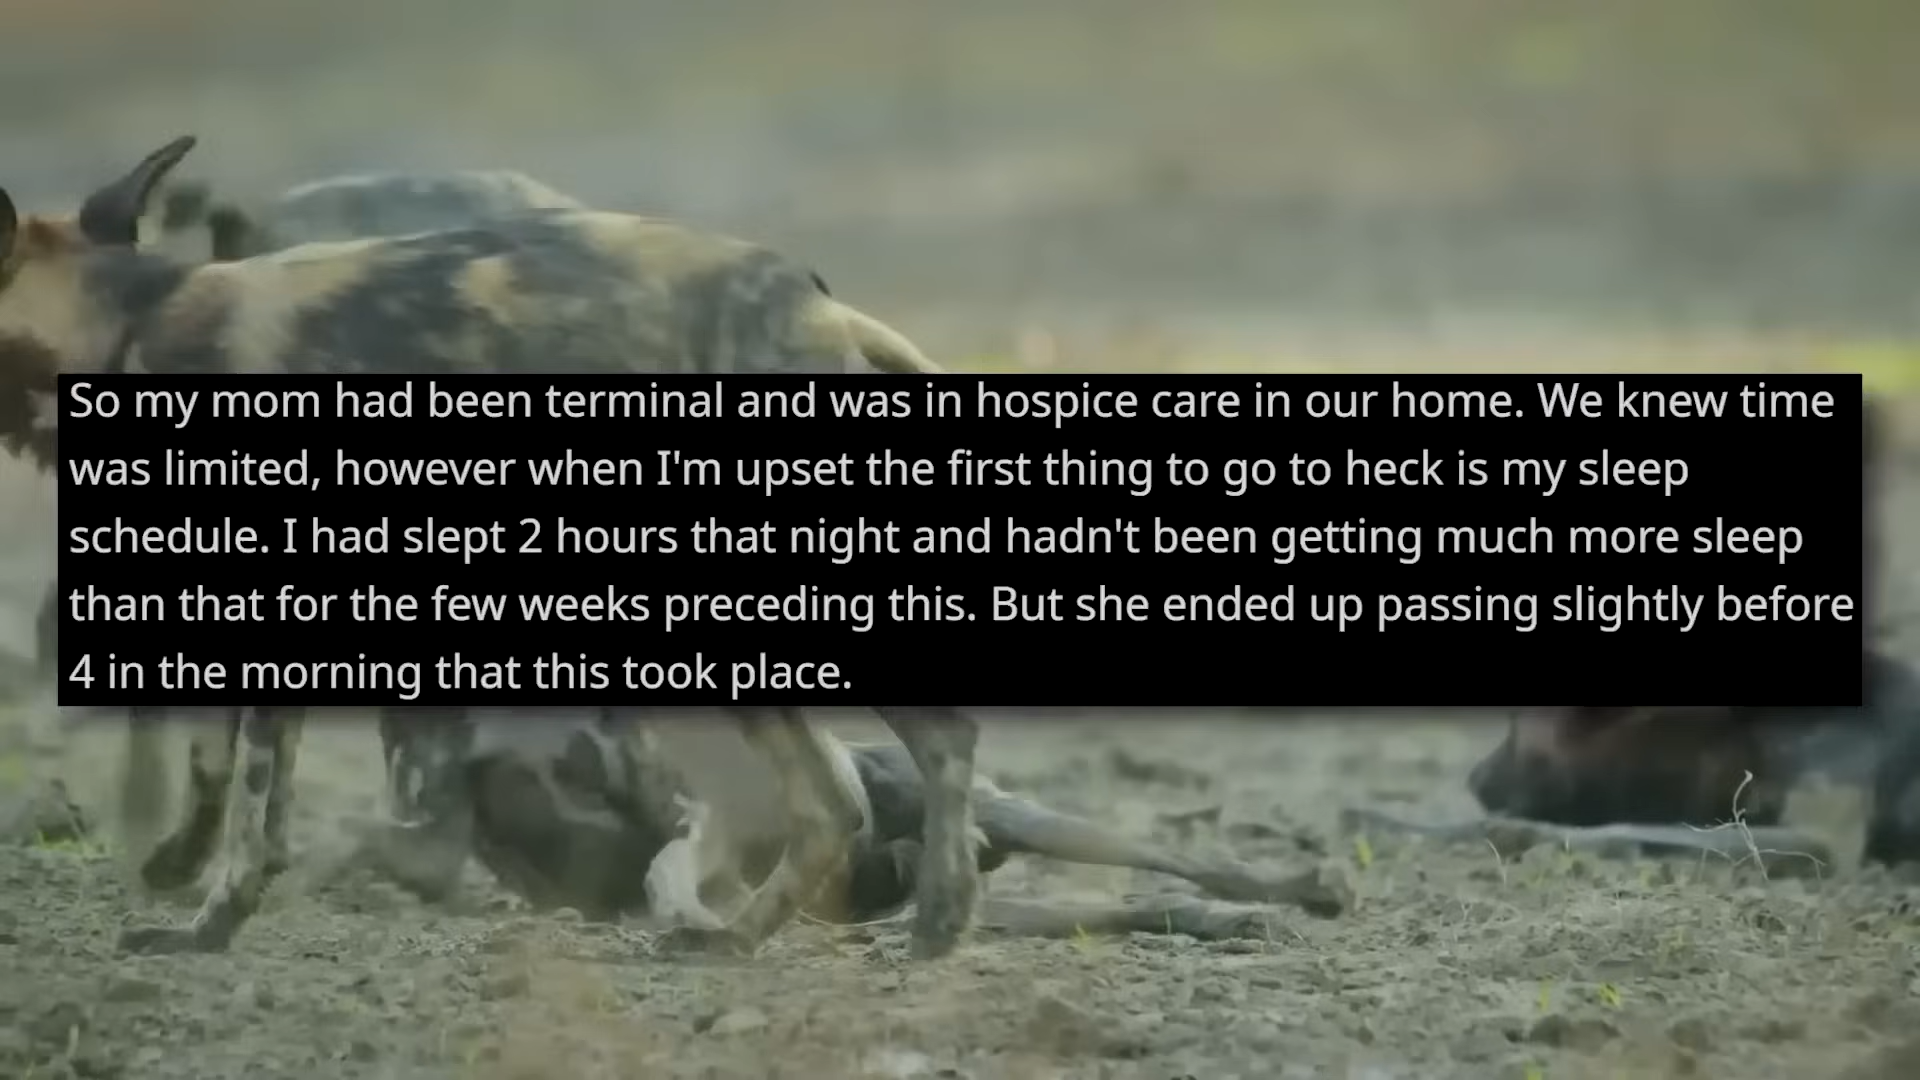 So my mom had been terminal and was in hospice care in our home. We knew time
was limited, however when I'm upset the first thing to go to heck is my sleep
schedule. I had slept 2 hours that night and hadn't been getting much more sleep
than that for the few weeks preceding this. But she ended up passing slightly before
4 in the morning that this took place.